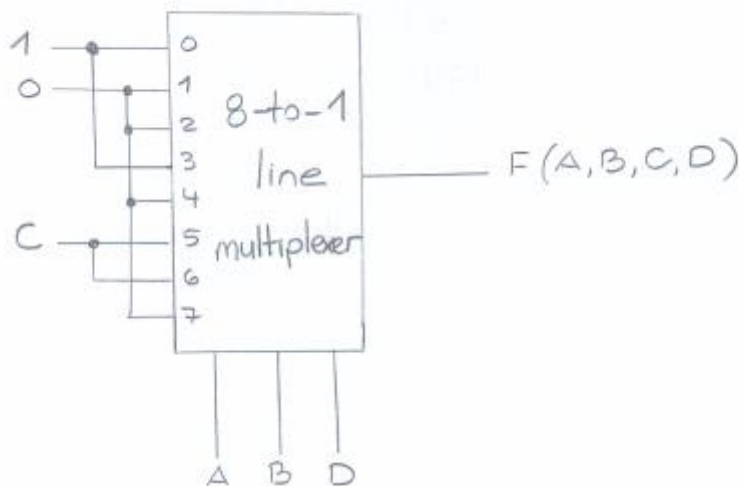 1
0
C
0
1
2
3
4
5
6
7
8-to-1
line
multiplexer
F(A,B,C,D)
A B D